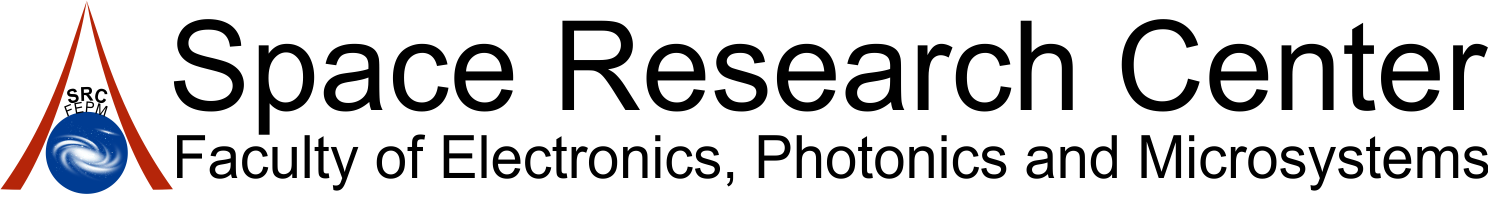 SRC
FEPM
Space Research Center
Faculty of Electronics, Photonics and Microsystems